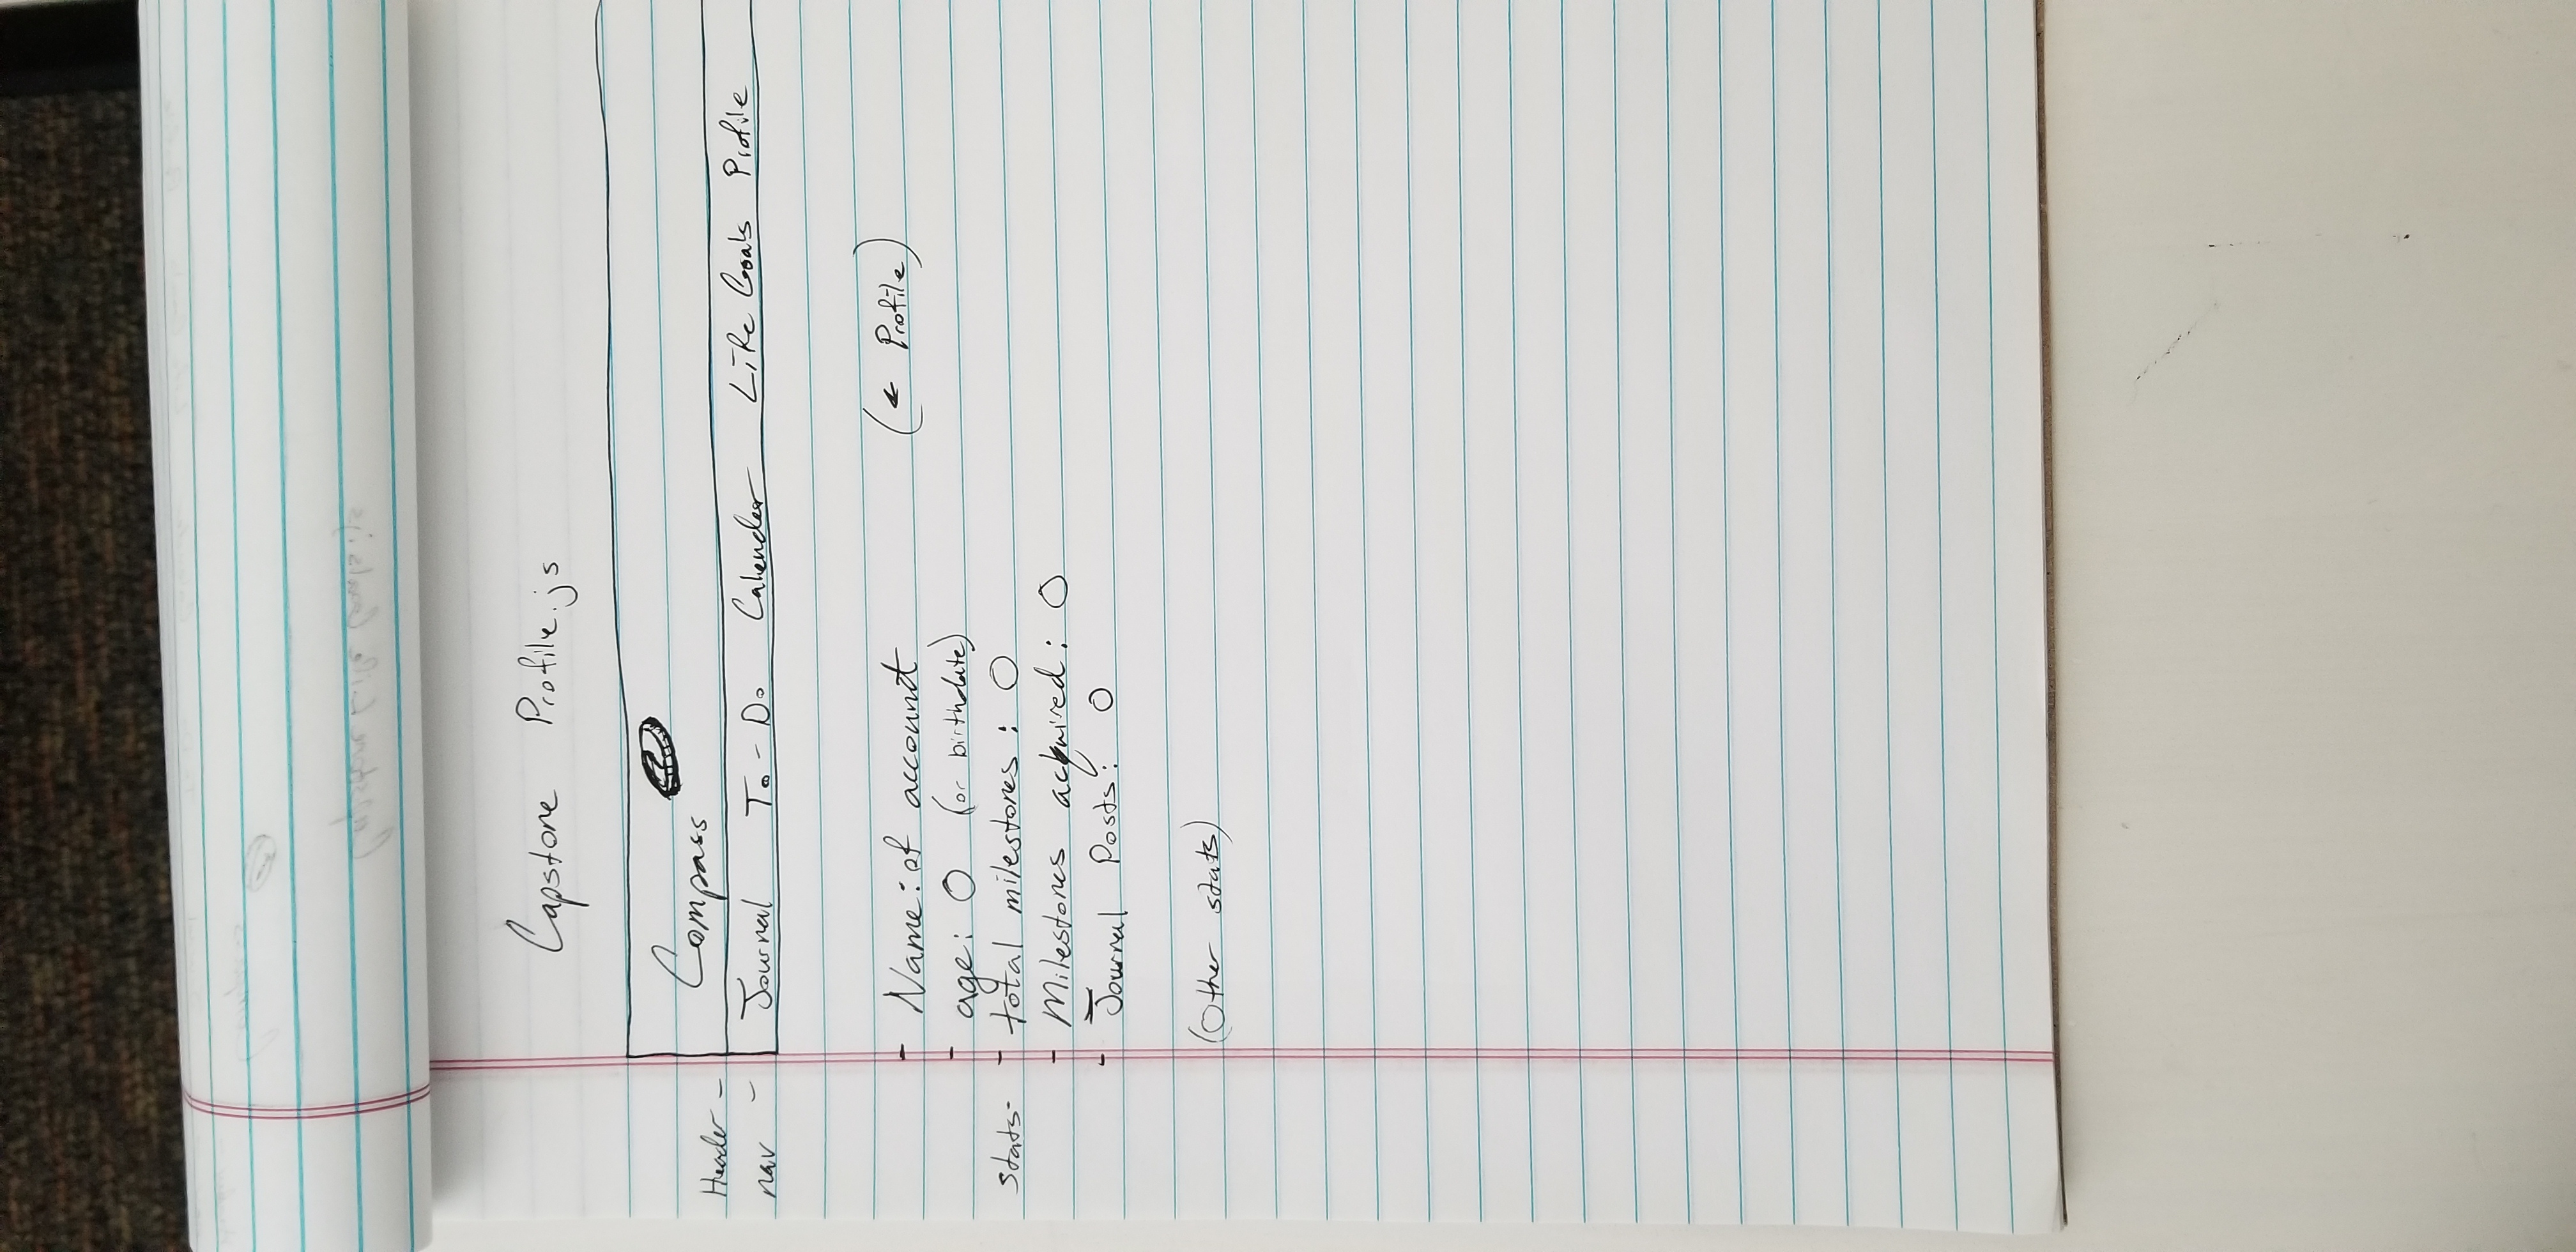 Capstone Profile.js
Compass
Header -
nav -
Journal To-Do Calender Life Goals Profile
- Name: of account (← Profile)
- age: 0 (or birthdate)
stats- - total milestones: 0
- Milestones acquired: 0
- Journal Posts: 0
(Other stats)